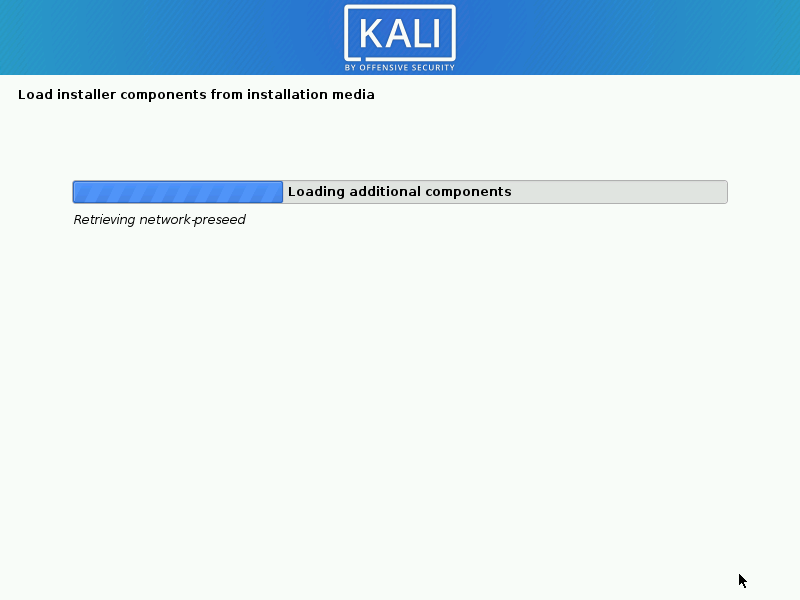 KALI
BY OFFENSIVE SECURITY
Load installer components from installation media
Loading additional components
Retrieving network-preseed